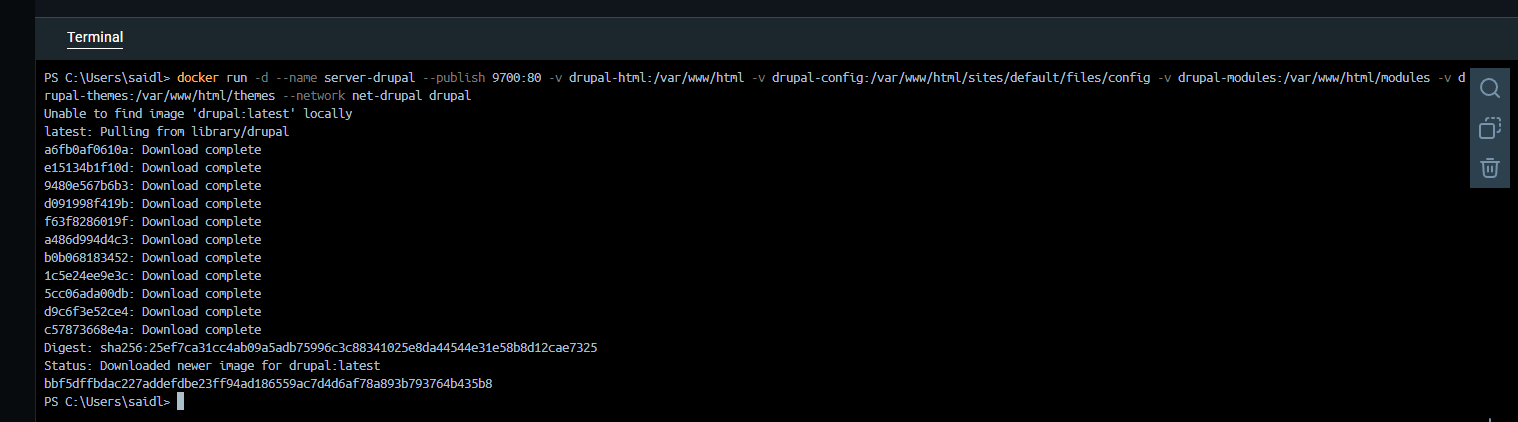 Terminal
PS C:\Users\saidl> docker run -d --name server-drupal --publish 9700:80 -v drupal-html:/var/www/html -v drupal-config:/var/www/html/sites/default/files/config -v drupal-modules:/var/www/html/modules -v d
rupal-themes:/var/www/html/themes --network net-drupal drupal
Unable to find image 'drupal:latest' locally
latest: Pulling from library/drupal
a6fb0af0610a: Download complete
e15134b1f10d: Download complete
9480e567b6b3: Download complete
d091998f419b: Download complete
f63f8286019f: Download complete
a486d994d4c3: Download complete
b0b068183452: Download complete
1c5e24ee9e3c: Download complete
5cc06ada00db: Download complete
d9c6f3e52ce4: Download complete
c57873668e4a: Download complete
Digest: sha256:25ef7ca31cc4ab09a5adb75996c3c88341025e8da44544e31e58b8d12cae7325
Status: Downloaded newer image for drupal:latest
bbf5dffbdac227addefdbe23ff94ad186559ac7d4d6af78a893b793764b435b8
PS C:\Users\saidl>